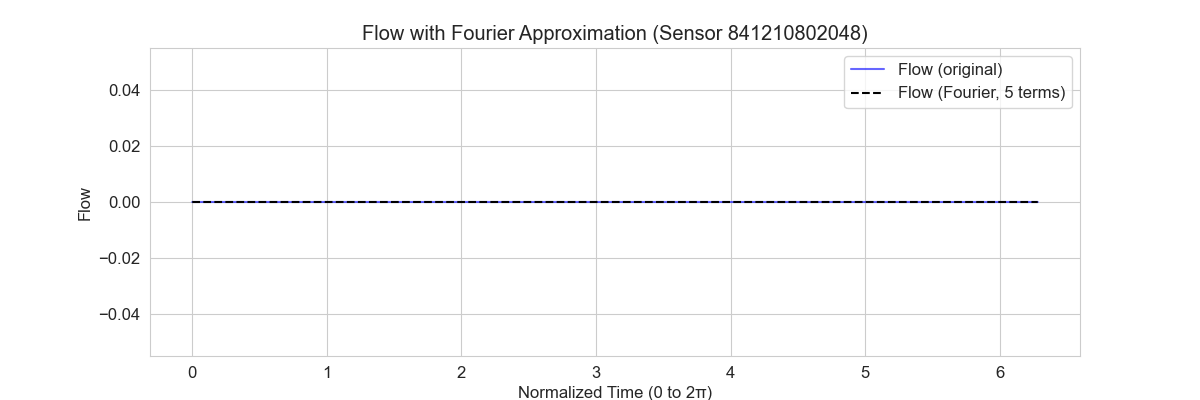 Flow with Fourier Approximation (Sensor 841210802048)
Flow (original)
Flow (Fourier, 5 terms)
0.04
0.02
0.00
−0.02
−0.04
Flow
0 1 2 3 4 5 6
Normalized Time (0 to 2π)